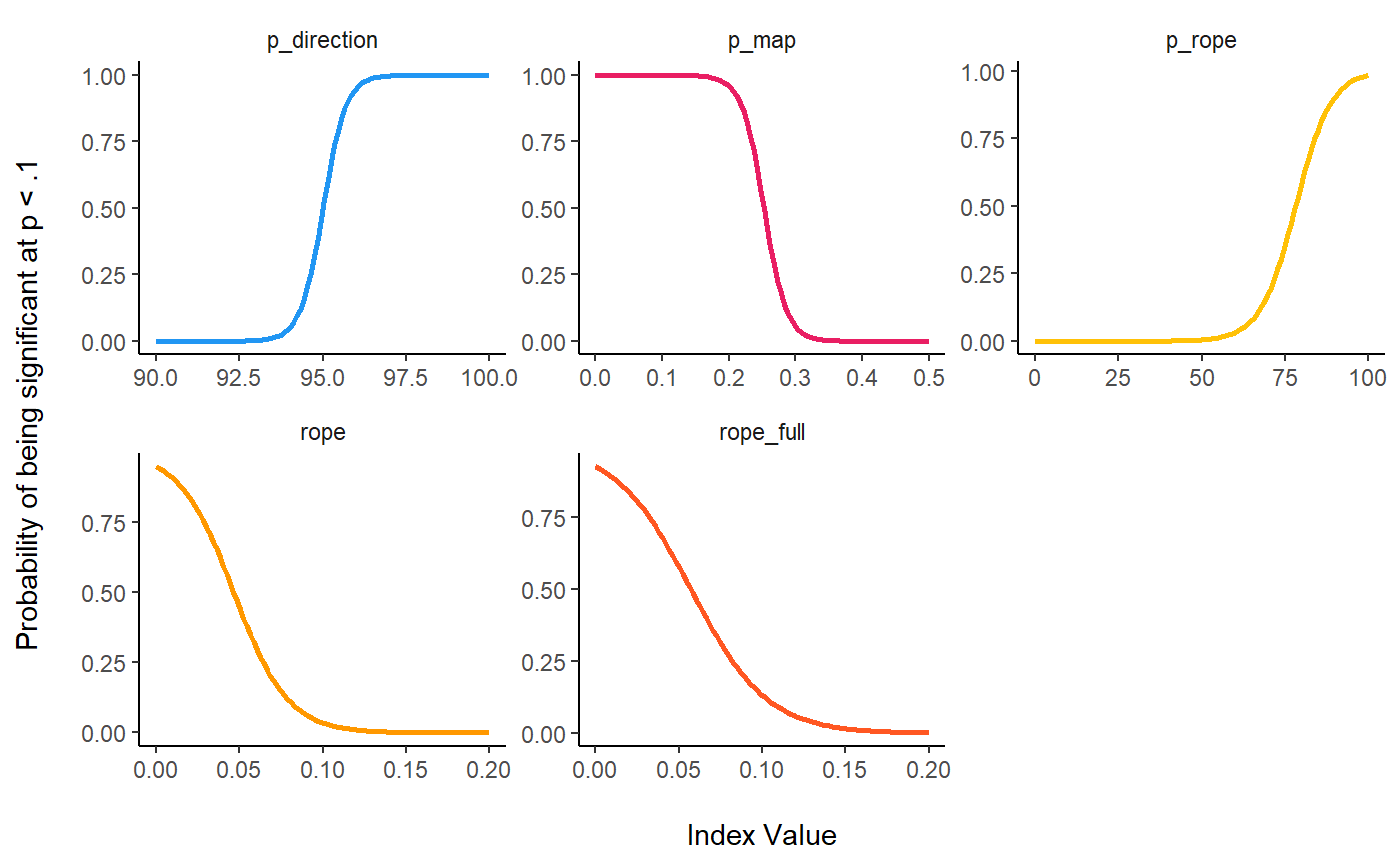 p_direction p_map p_rope
1.00 1.00 1.00
0.75 0.75 0.75
0.50 0.50 0.50
0.25 0.25 0.25
0.00 0.00 0.00
90.0 92.5 95.0 97.5 100.0 0.0 0.1 0.2 0.3 0.4 0.5 0 25 50 75 100
Probability of being significant at p < .1
rope rope_full
0.75 0.75
0.50 0.50
0.25 0.25
0.00 0.00
0.00 0.05 0.10 0.15 0.20 0.00 0.05 0.10 0.15 0.20
Index Value